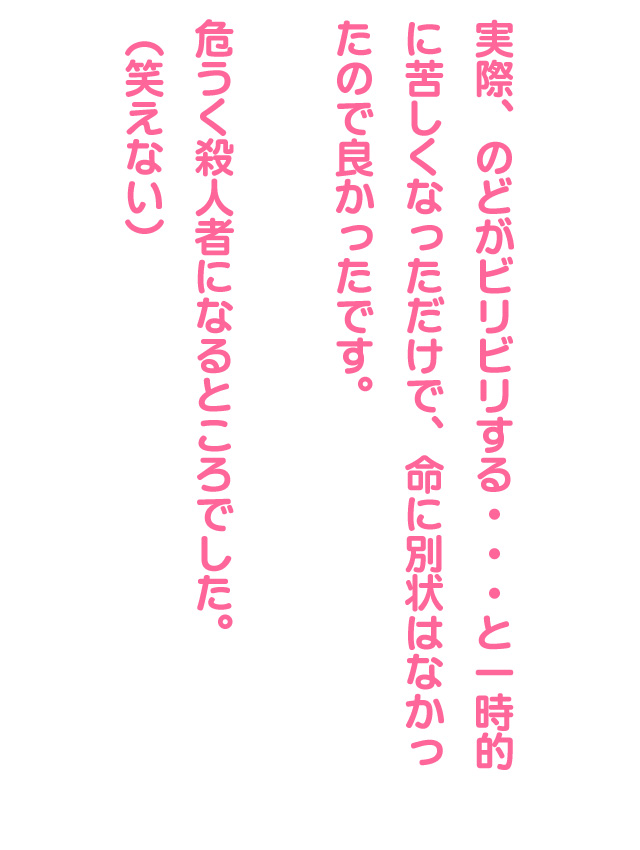 実際、のどがビリビリする・・・と一時的
に苦しくなっただけで、命に別状はなかっ
たので良かったです。
危うく殺人者になるところでした。
（笑えない）